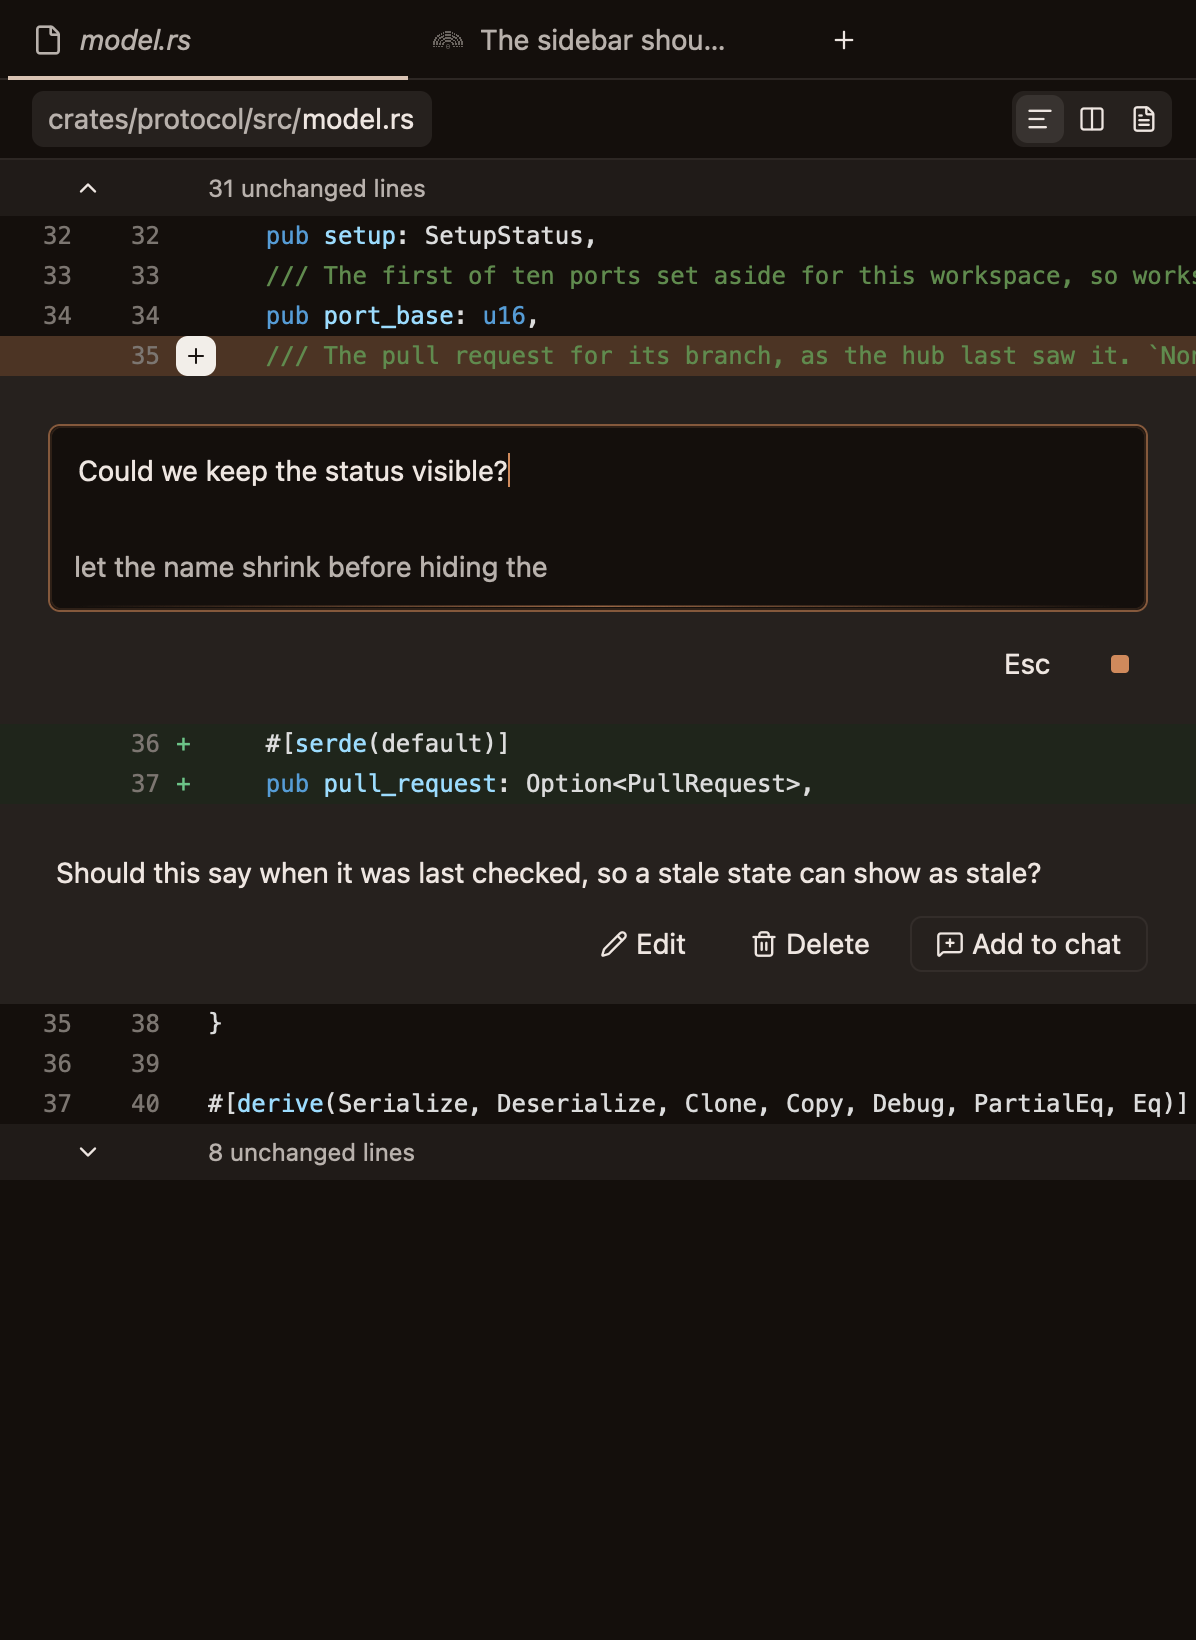 model.rs
The sidebar shou...
crates/protocol/src/model.rs
31 unchanged lines
32 32 pub setup: SetupStatus,
33 33 /// The first of ten ports set aside for this workspace, so works
34 34 pub port_base: u16,
35 + /// The pull request for its branch, as the hub last saw it. `Non
Could we keep the status visible?
let the name shrink before hiding the
Esc
36 + #[serde(default)]
37 + pub pull_request: Option<PullRequest>,
Should this say when it was last checked, so a stale state can show as stale?
Edit Delete Add to chat
35 38 }
36 39
37 40 #[derive(Serialize, Deserialize, Clone, Copy, Debug, PartialEq, Eq)]
8 unchanged lines